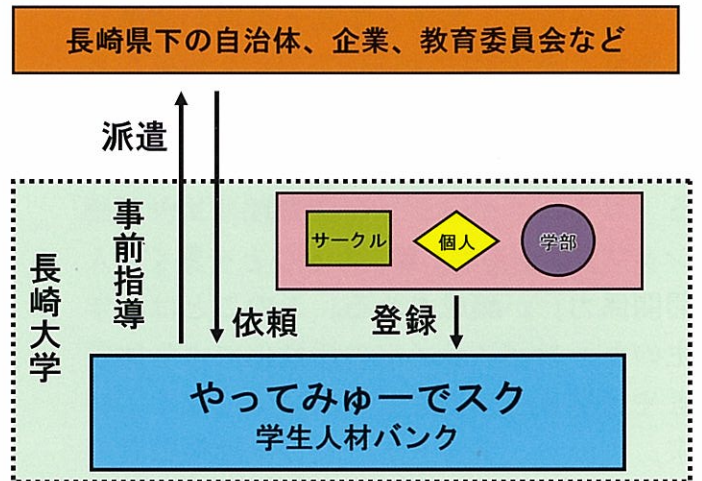 長崎県下の自治体、企業、教育委員会など
派遣
事前指導
長崎大学
サークル
個人
学部
依頼
登録
やってみゅーでスク
学生人材バンク